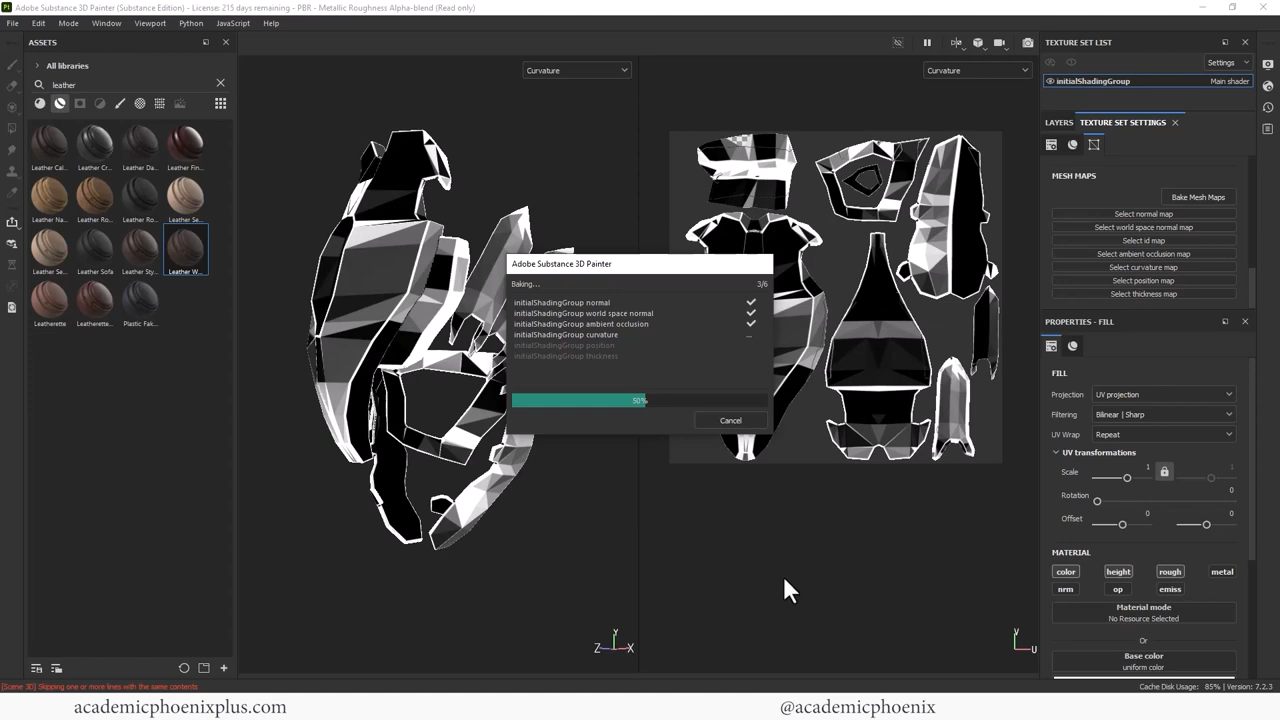 Pt Adobe Substance 3D Painter (Substance Edition) - License: 215 days remaining - PBR - Metallic Roughness Alpha-blend (Read only)
File Edit Mode Window Viewport Python JavaScript Help
ASSETS
All libraries
leather
Leather Cal...
Leather Cr...
Leather Da...
Leather Fin...
Leather Na...
Leather Ro...
Leather Ro...
Leather Se...
Leather Se...
Leather Sofa
Leather Sty...
Leather W...
Leatherette
Leatherette...
Plastic Fak...
Curvature
Curvature
Y
Z X
V
U
Adobe Substance 3D Painter
Baking... 3/6
initialShadingGroup normal
initialShadingGroup world space normal
initialShadingGroup ambient occlusion
initialShadingGroup curvature
initialShadingGroup position
initialShadingGroup thickness
50%
Cancel
TEXTURE SET LIST
Settings
initialShadingGroup Main shader
LAYERS TEXTURE SET SETTINGS
MESH MAPS
Bake Mesh Maps
Select normal map
Select world space normal map
Select id map
Select ambient occlusion map
Select curvature map
Select position map
Select thickness map
PROPERTIES - FILL
FILL
Projection UV projection
Filtering Bilinear | Sharp
UV Wrap Repeat
UV transformations
Scale 1 1
Rotation 0
Offset 0 0
MATERIAL
color height rough metal
nrm op emiss
Material mode
No Resource Selected
Or
Base color
uniform color
[Scene 3D] Skipping one or more lines with the same contents.
Cache Disk Usage: 85% | Version: 7.2.3
academicphoenixplus.com @academicphoenix